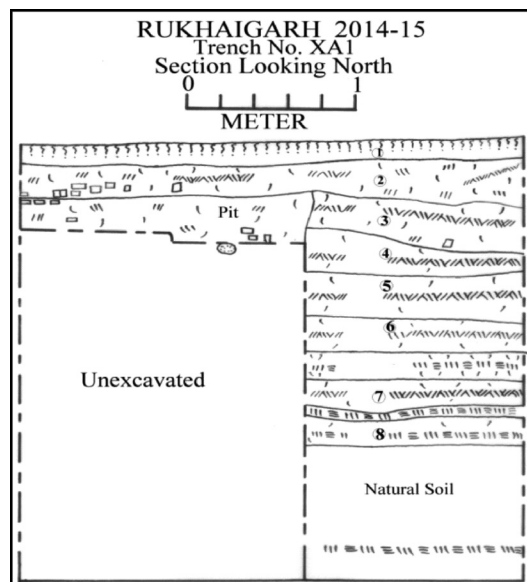 RUKHAIGARH 2014-15
Trench No. XA1
Section Looking North
0 1
METER
1
2
Pit
3
4
5
6
Unexcavated
7
8
Natural Soil